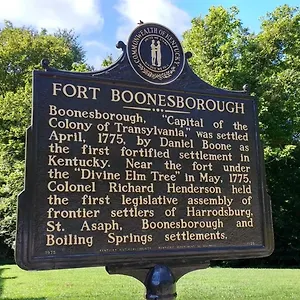 COMMONWEALTH OF KENTUCKY
FORT BOONESBOROUGH
Boonesborough, "Capital of the
Colony of Transylvania," was settled
April, 1775, by Daniel Boone as
the first fortified settlement in
Kentucky. Near the fort under
the "Divine Elm Tree" in May, 1775,
Colonel Richard Henderson held
the first legislative assembly of
frontier settlers of Harrodsburg,
St. Asaph, Boonesborough and
Boiling Springs settlements.